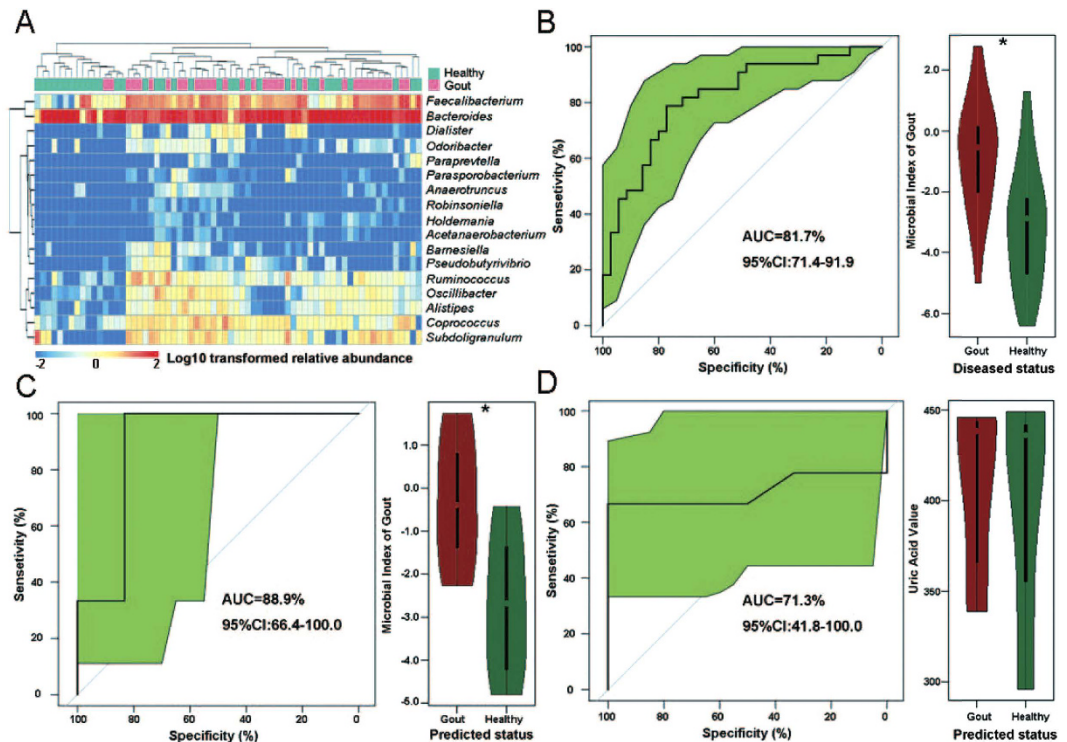 A
Healthy
Gout
Faecalibacterium
Bacteroides
Dialister
Odoribacter
Paraprevtella
Parasporobacterium
Anaerotruncus
Robinsoniella
Holdemania
Acetanaerobacterium
Barnesiella
Pseudobutyrivibrio
Ruminococcus
Oscillibacter
Alistipes
Coprococcus
Subdoligranulum
-2 0 2
Log10 transformed relative abundance
B
Sensetivity (%)
100
80
60
40
20
0
AUC=81.7%
95%CI:71.4-91.9
100 80 60 40 20 0
Specificity (%)
Microbial Index of Gout
*
2.0
0.0
-2.0
-4.0
-6.0
Gout Healthy
Diseased status
C
Sensetivity (%)
100
80
60
40
20
0
AUC=88.9%
95%CI:66.4-100.0
100 80 60 40 20 0
Specificity (%)
Microbial Index of Gout
*
1.0
0.0
-1.0
-2.0
-3.0
-4.0
-5.0
Gout Healthy
Predicted status
D
Sensetivity (%)
100
80
60
40
20
0
AUC=71.3%
95%CI:41.8-100.0
100 80 60 40 20 0
Specificity (%)
Uric Acid Value
450
400
350
300
Gout Healthy
Predicted status